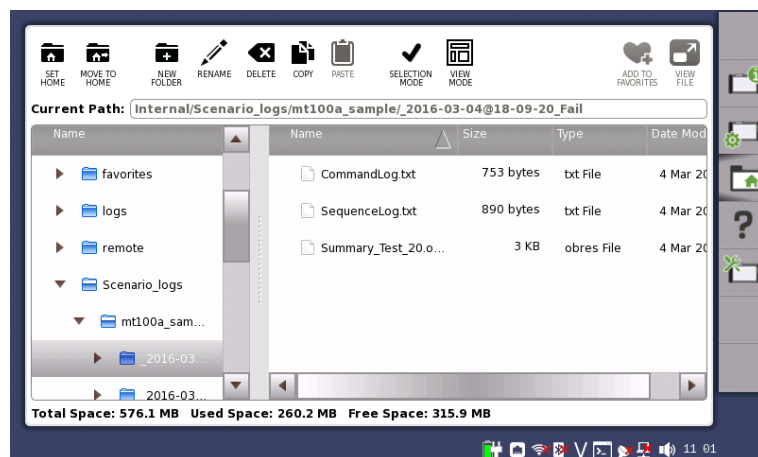 SET HOME
MOVE TO HOME
NEW FOLDER
RENAME
DELETE
COPY
PASTE
SELECTION MODE
VIEW MODE
ADD TO FAVORITES
VIEW FILE
Current Path: Internal/Scenario_logs/mt100a_sample/_2016-03-04@18-09-20_Fail
Name
favorites
logs
remote
Scenario_logs
mt100a_sam...
_2016-03...
_2016-03...
Name Size Type Date Mod
CommandLog.txt 753 bytes txt File 4 Mar 20
SequenceLog.txt 890 bytes txt File 4 Mar 20
Summary_Test_20.o... 3 KB obres File 4 Mar 20
Total Space: 576.1 MB Used Space: 260.2 MB Free Space: 315.9 MB
11 01